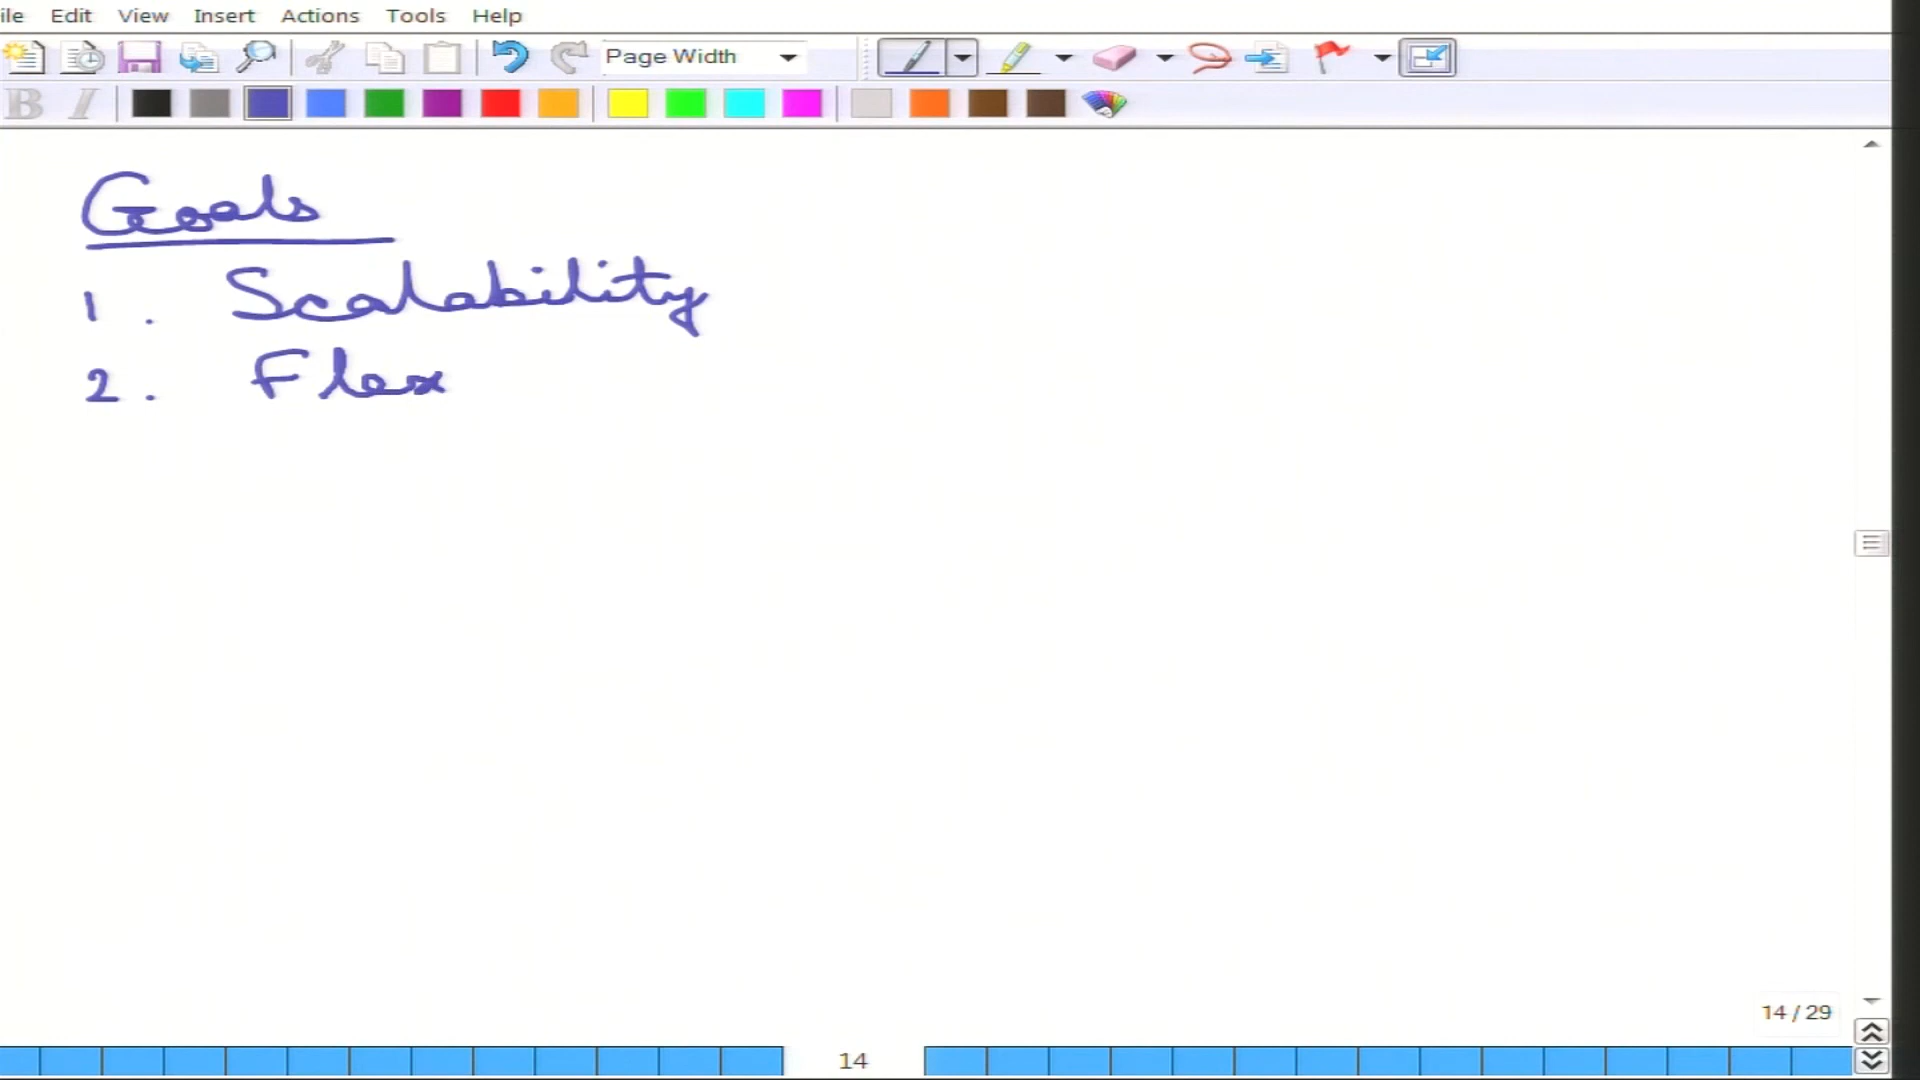 ile Edit View Insert Actions Tools Help
Page Width
B I
Goals
1. Scalability
2. Flex
14 / 29
14